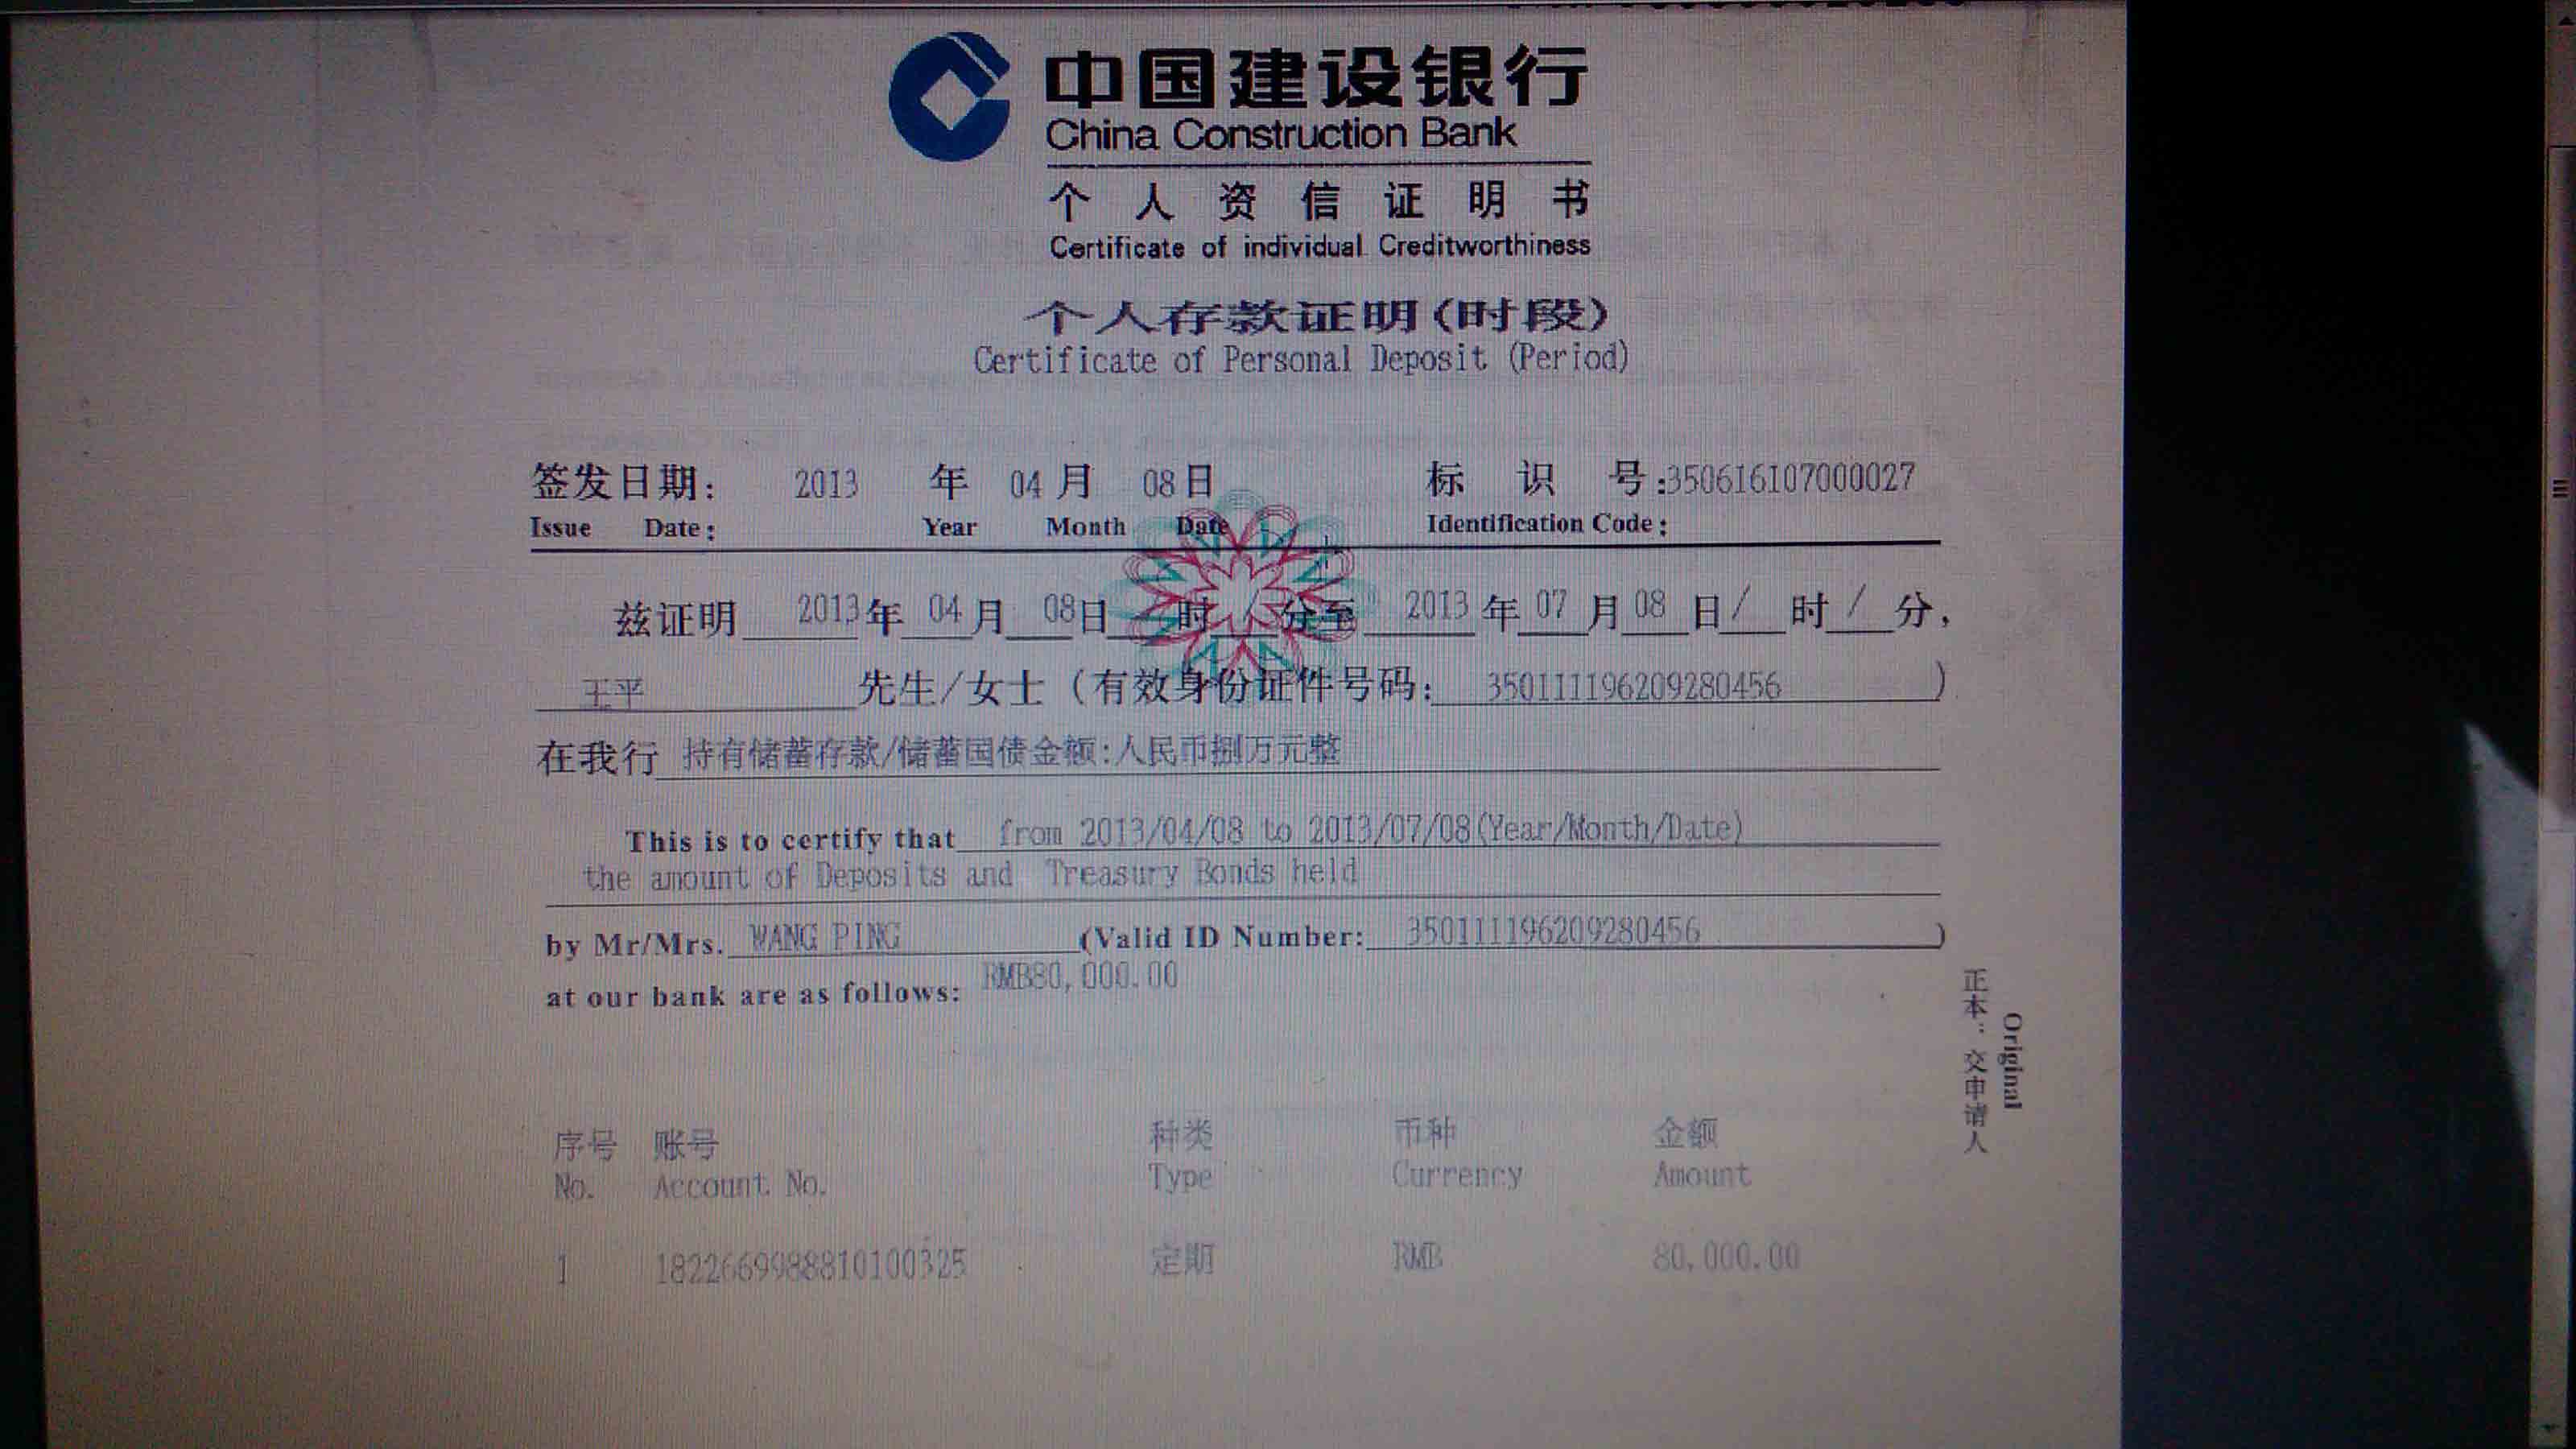 中国建设银行
China Construction Bank
个人资信证明书
Certificate of individual Creditworthiness
个人存款证明(时段)
Certificate of Personal Deposit (Period)
签发日期: 2013 年 04 月 08 日 标 识 号:350616107000027
Issue Date: Year Month Date Identification Code:
兹证明 2013 年 04 月 08 日 / 时 / 分至 2013 年 07 月 08 日 / 时 / 分,
王平 先生/女士(有效身份证件号码: 350111196209280456 )
在我行 持有储蓄存款/储蓄国债金额:人民币捌万元整
This is to certify that from 2013/04/08 to 2013/07/08(Year/Month/Date)
the amount of Deposits and Treasury Bonds held
by Mr/Mrs. WANG PING (Valid ID Number: 350111196209280456 )
at our bank are as follows: RMB80,000.00
正本:交申请人
Original
序号 账号 种类 币种 金额
No. Account No. Type Currency Amount
1 1822669988810100325 定期 RMB 80,000.00